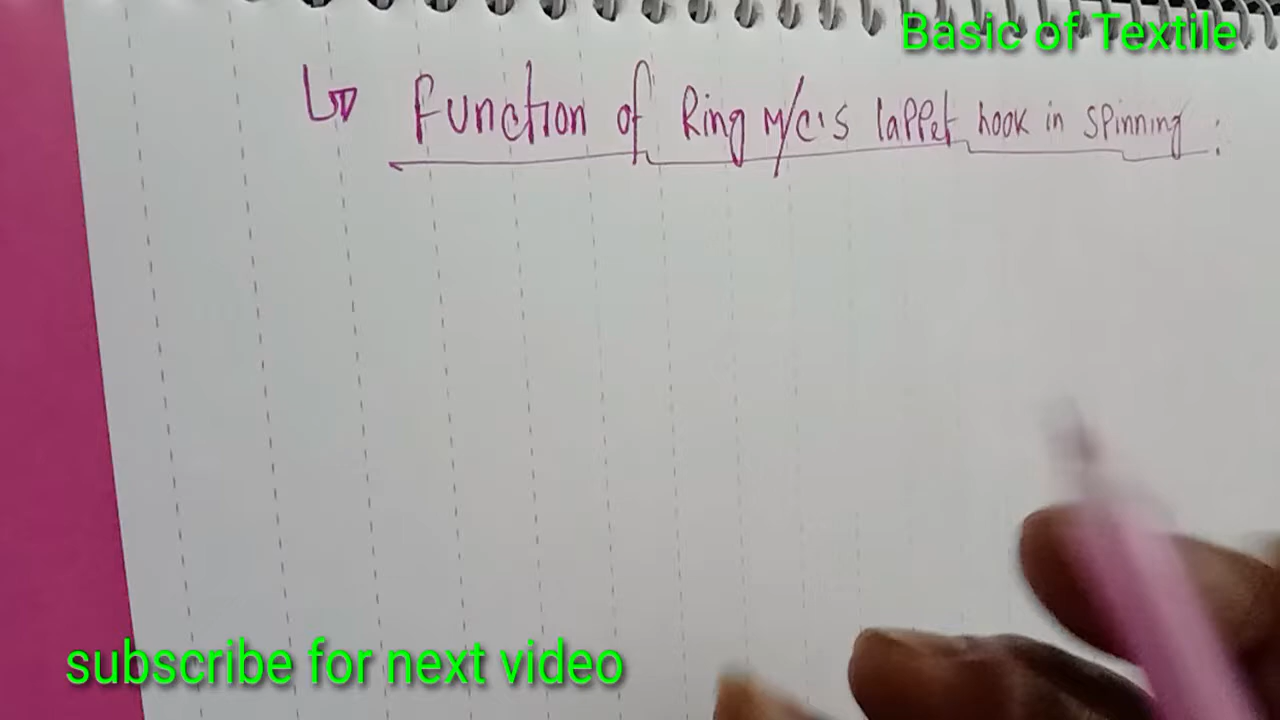 Basic of Textile
Function of Ring M/C's lappet hook in spinning :
subscribe for next video